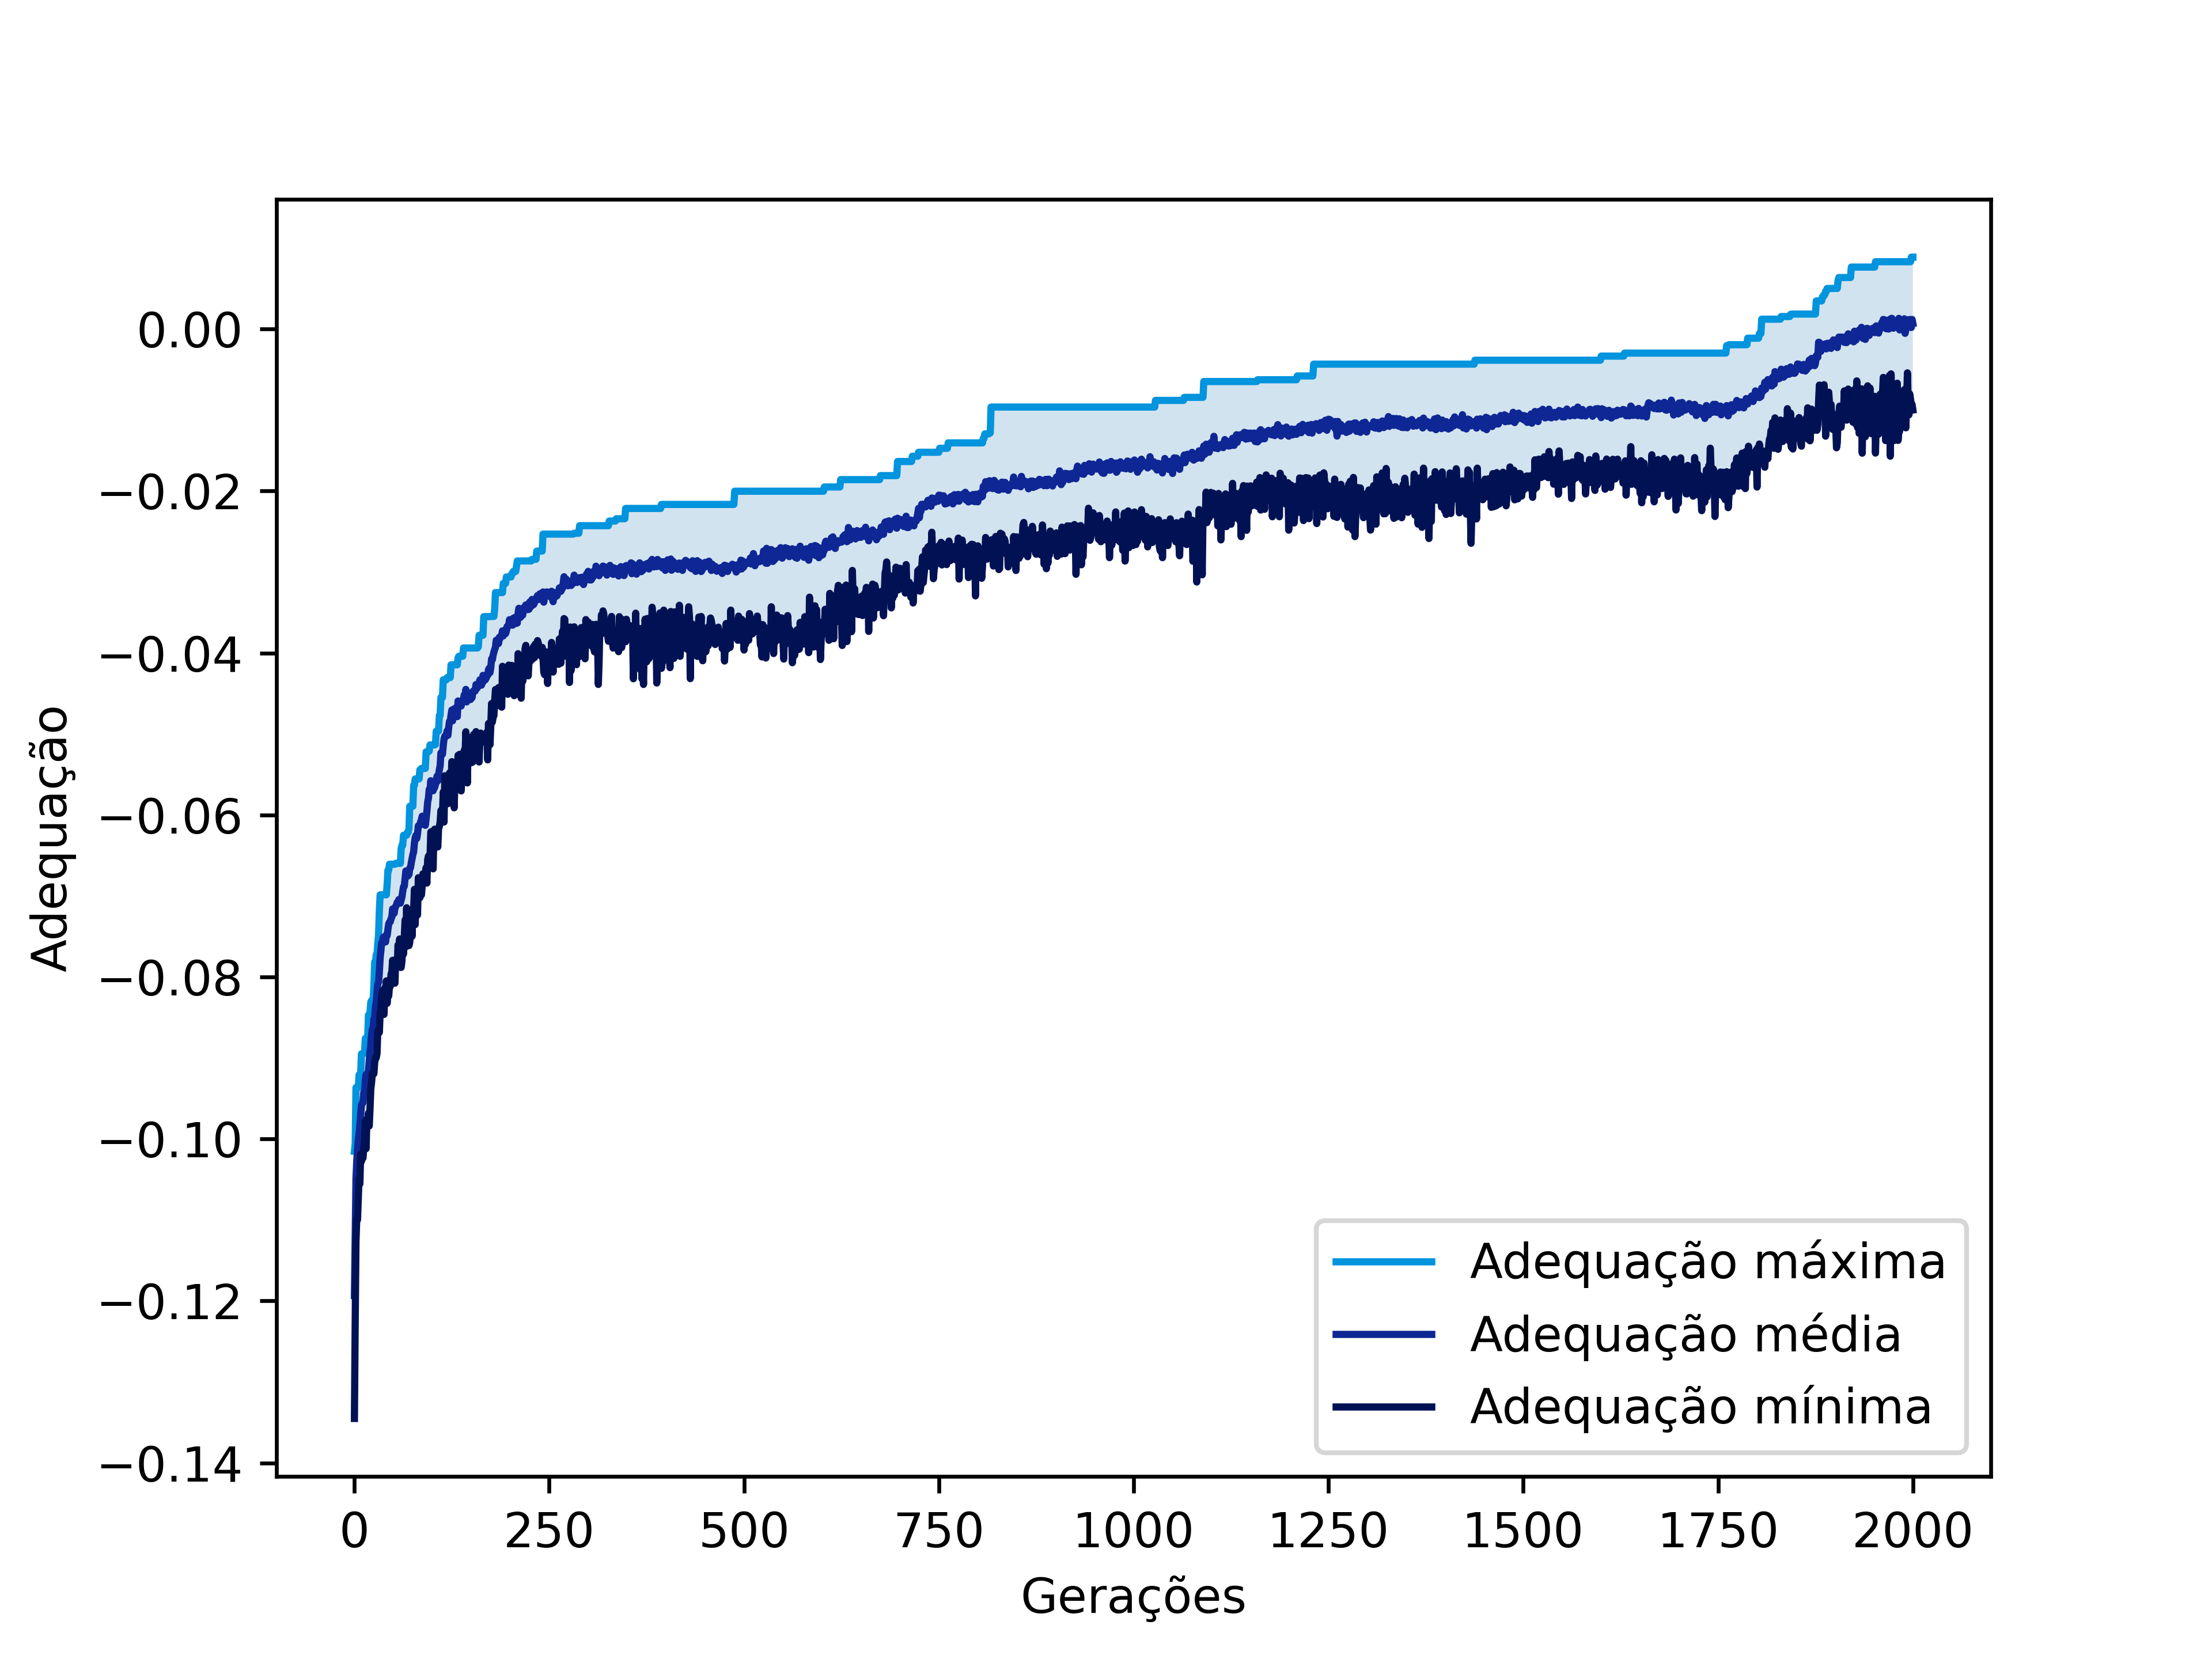 0.00
−0.02
−0.04
−0.06
−0.08
−0.10
−0.12
−0.14
Adequação
Adequação máxima
Adequação média
Adequação mínima
0 250 500 750 1000 1250 1500 1750 2000
Gerações